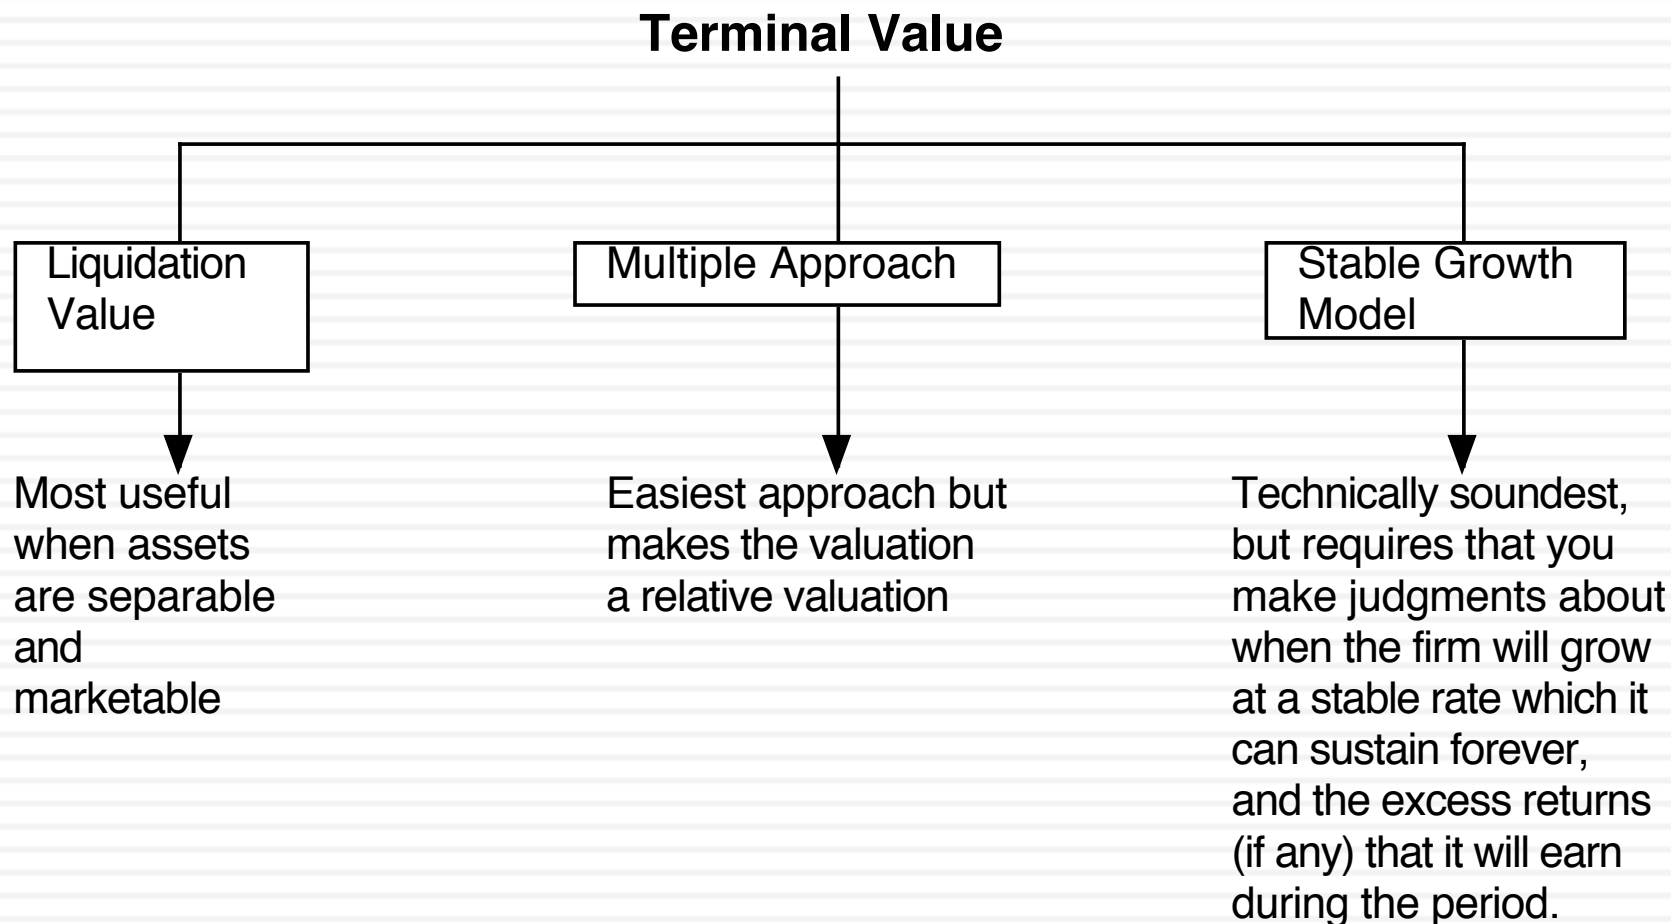 Terminal Value
Liquidation
Value
Multiple Approach
Stable Growth
Model
Most useful
when assets
are separable
and
marketable
Easiest approach but
makes the valuation
a relative valuation
Technically soundest,
but requires that you
make judgments about
when the firm will grow
at a stable rate which it
can sustain forever,
and the excess returns
(if any) that it will earn
during the period.